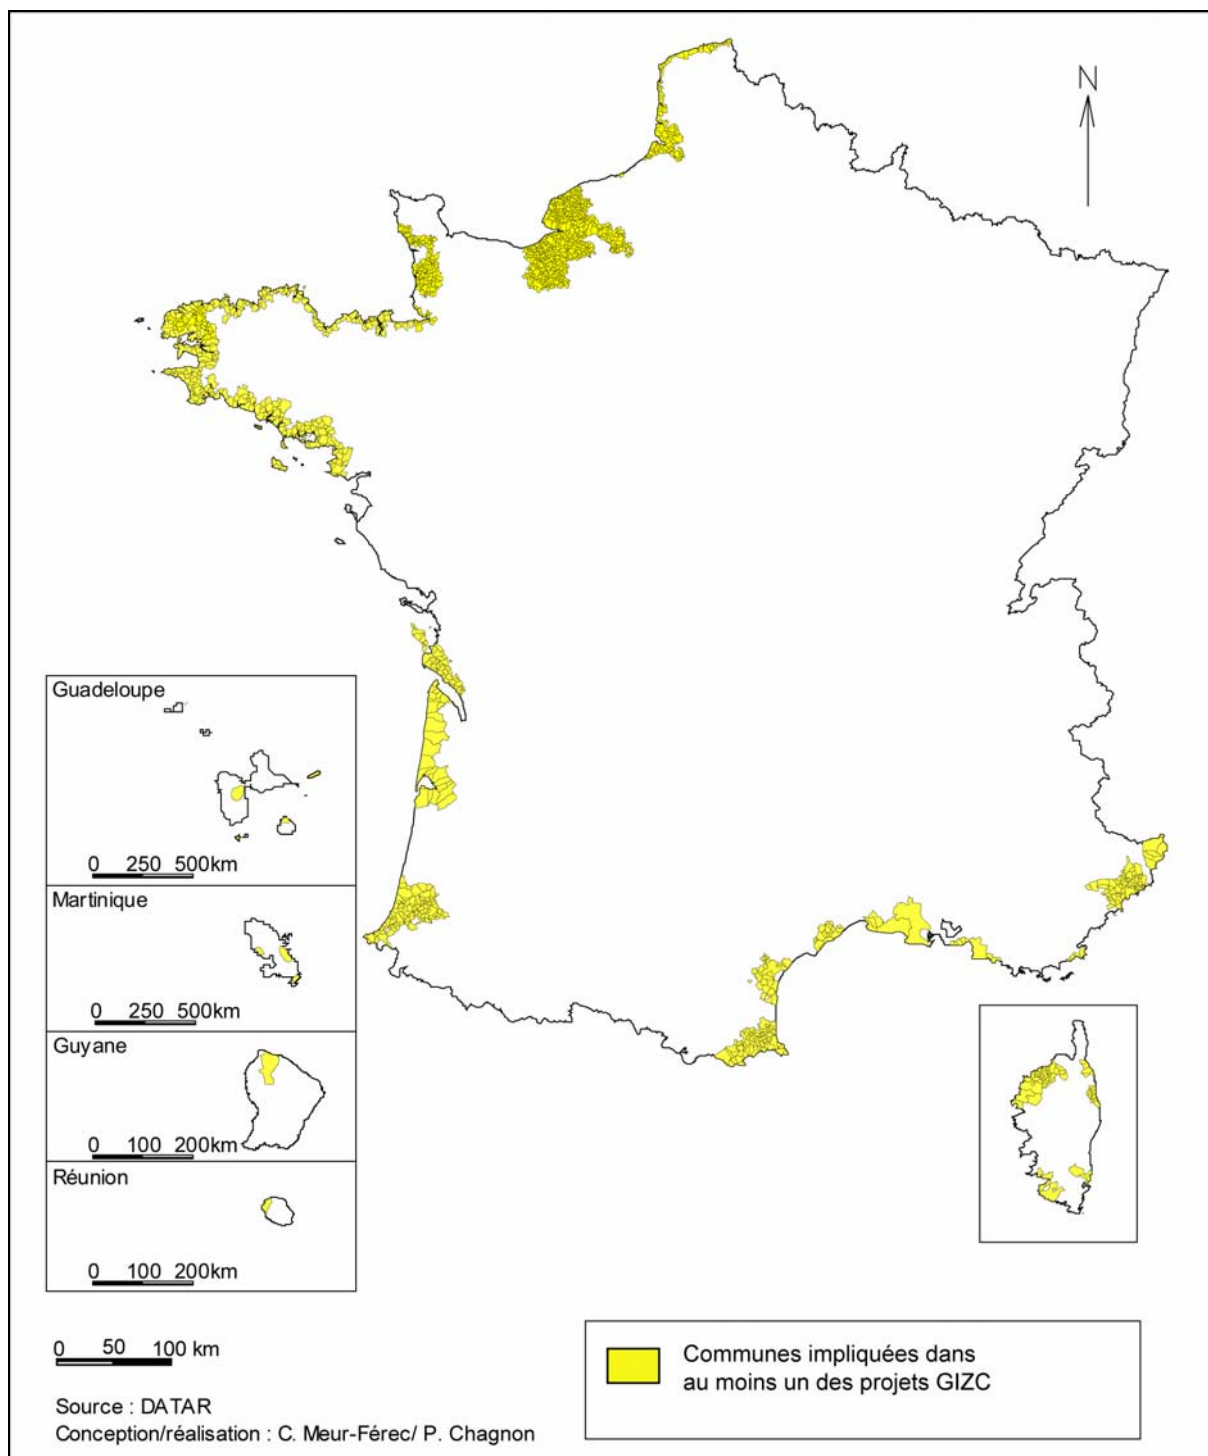 N
Guadeloupe
0 250 500km
Martinique
0 250 500km
Guyane
0 100 200km
Réunion
0 100 200km
0 50 100 km
Communes impliquées dans
au moins un des projets GIZC
Source : DATAR
Conception/réalisation : C. Meur-Férec/ P. Chagnon